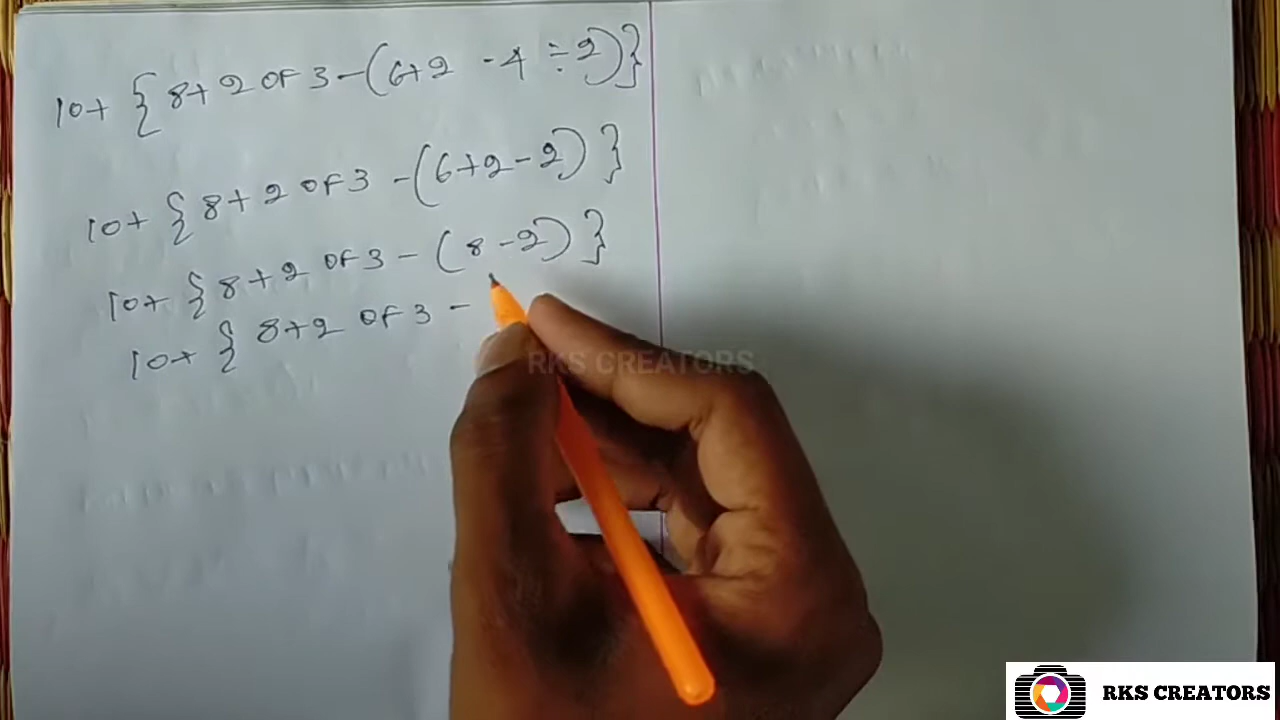 10+ {8+2 OF 3-(6+2 -4 ÷2)}
10+ {8+2 OF 3 -(6+2-2)}
10+ {8+2 OF 3 - (8-2)}
10+ { 8+2 OF 3 -
RKS CREATORS
RKS CREATORS